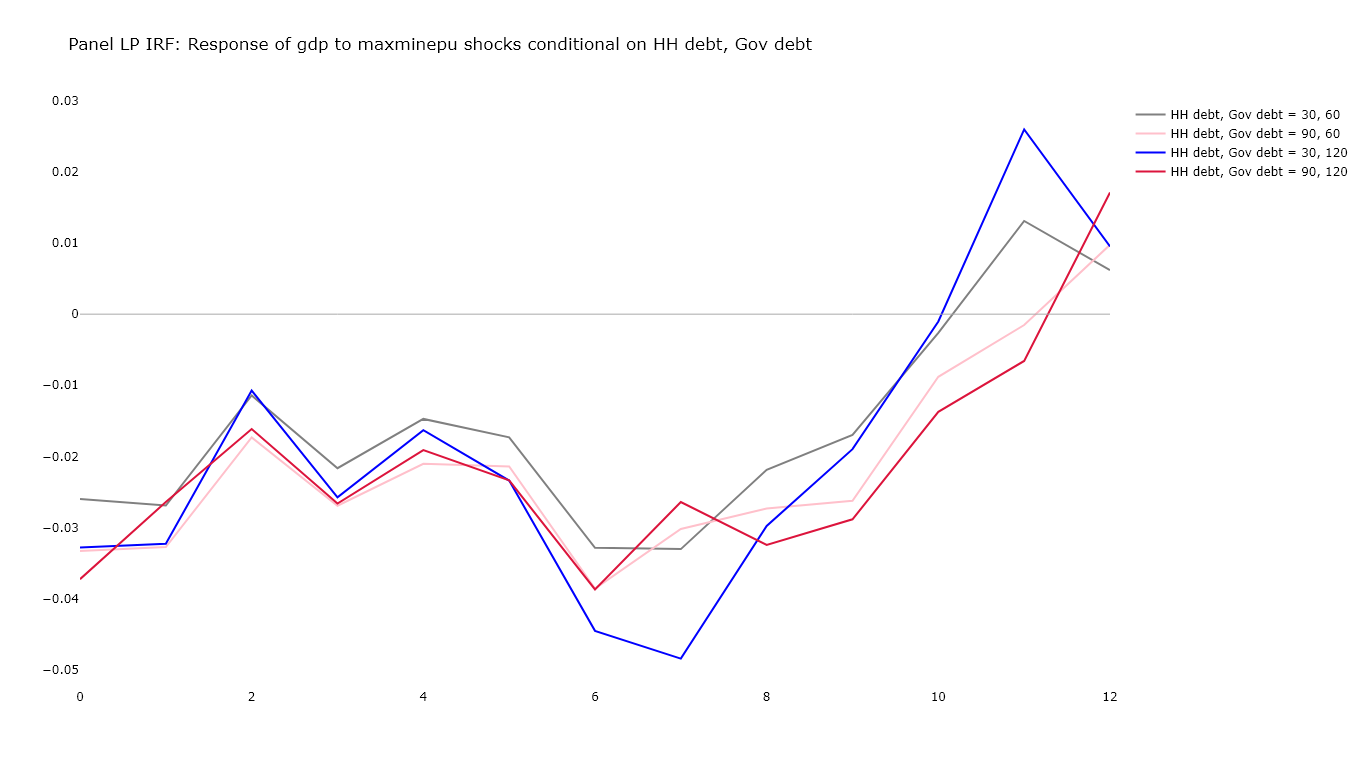 Panel LP IRF: Response of gdp to maxminepu shocks conditional on HH debt, Gov debt
0.03
0.02
0.01
0
−0.01
−0.02
−0.03
−0.04
−0.05
0 2 4 6 8 10 12
HH debt, Gov debt = 30, 60
HH debt, Gov debt = 90, 60
HH debt, Gov debt = 30, 120
HH debt, Gov debt = 90, 120